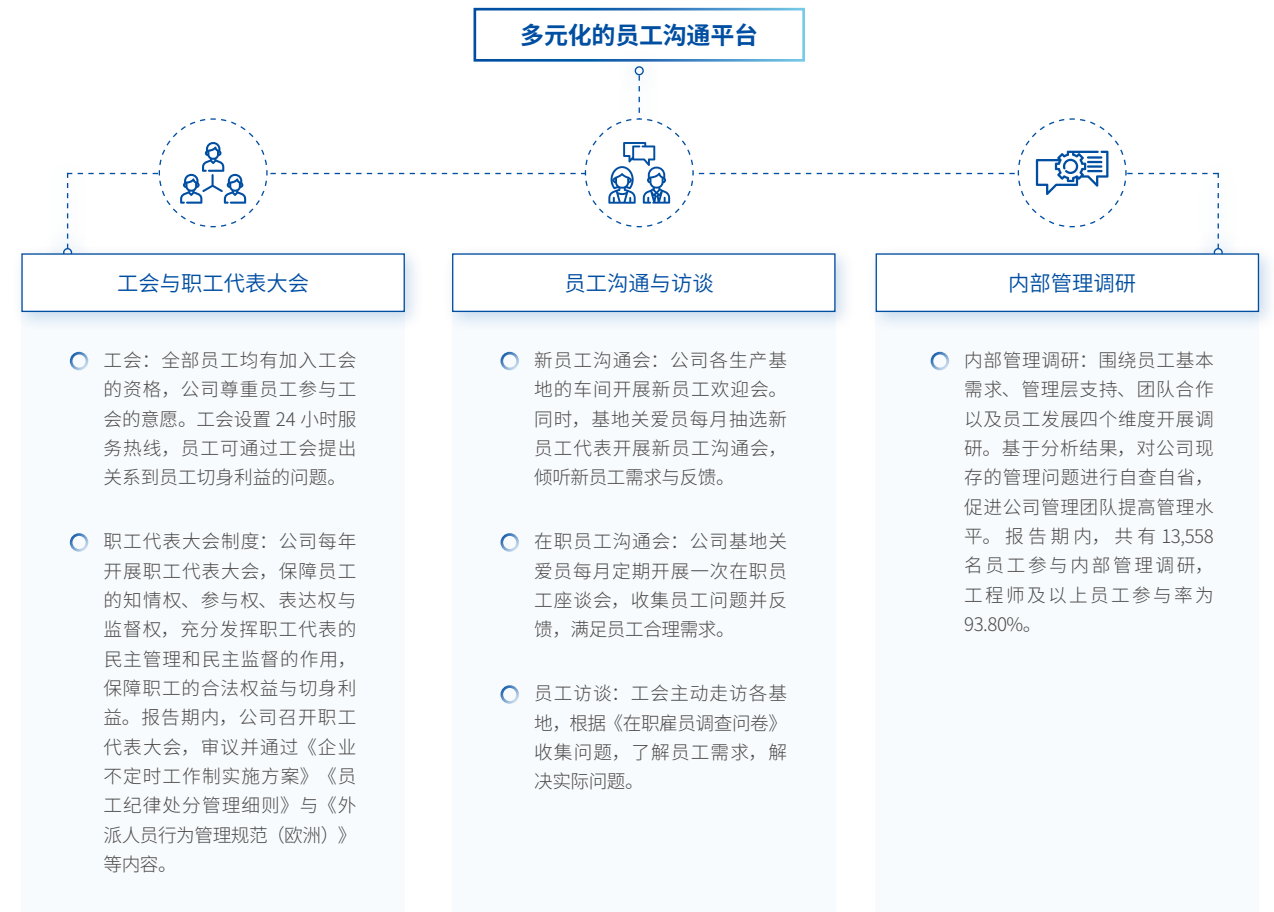 多元化的员工沟通平台
工会与职工代表大会
工会：全部员工均有加入工会
的资格，公司尊重员工参与工
会的意愿。工会设置 24 小时服
务热线，员工可通过工会提出
关系到员工切身利益的问题。
职工代表大会制度：公司每年
开展职工代表大会，保障员工
的知情权、参与权、表达权与
监督权，充分发挥职工代表的
民主管理和民主监督的作用，
保障职工的合法权益与切身利
益。报告期内，公司召开职工
代表大会，审议并通过《企业
不定时工作制实施方案》《员
工纪律处分管理细则》与《外
派人员行为管理规范（欧洲）》
等内容。
员工沟通与访谈
新员工沟通会：公司各生产基
地的车间开展新员工欢迎会。
同时，基地关爱员每月抽选新
员工代表开展新员工沟通会，
倾听新员工需求与反馈。
在职员工沟通会：公司基地关
爱员每月定期开展一次在职员
工座谈会，收集员工问题并反
馈，满足员工合理需求。
员工访谈：工会主动走访各基
地，根据《在职雇员调查问卷》
收集问题，了解员工需求，解
决实际问题。
内部管理调研
内部管理调研：围绕员工基本
需求、管理层支持、团队合作
以及员工发展四个维度开展调
研。基于分析结果，对公司现
存的管理问题进行自查自省，
促进公司管理团队提高管理水
平。报告期内，共有 13,558
名员工参与内部管理调研，
工程师及以上员工参与率为
93.80%。